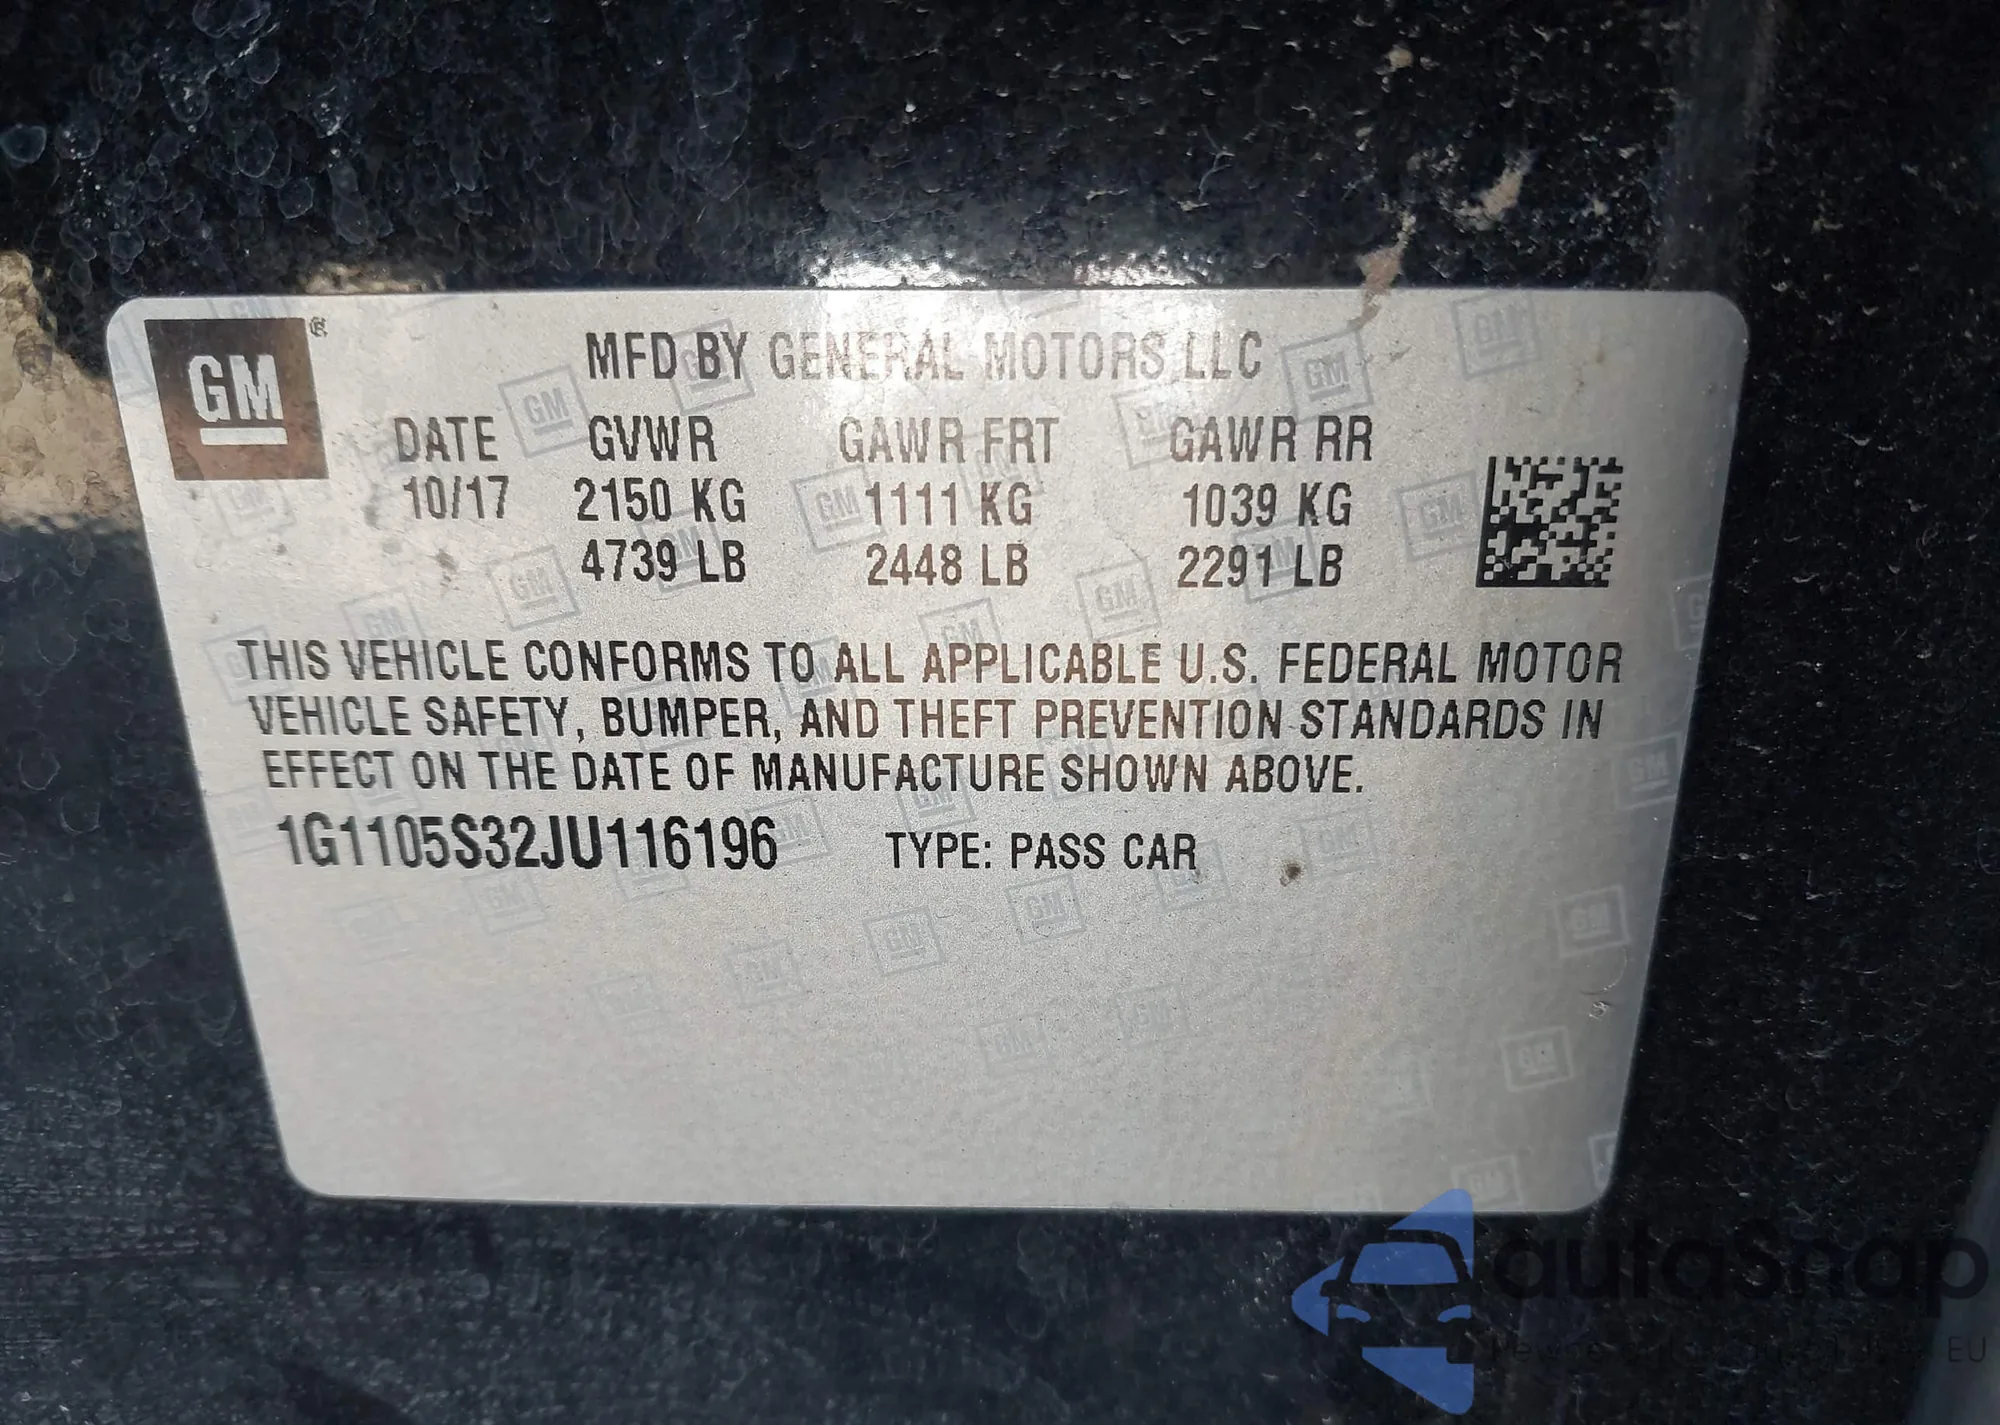 GM ®
MFD BY GENERAL MOTORS LLC
DATE GVWR GAWR FRT GAWR RR
10/17 2150 KG 1111 KG 1039 KG
4739 LB 2448 LB 2291 LB
THIS VEHICLE CONFORMS TO ALL APPLICABLE U.S. FEDERAL MOTOR
VEHICLE SAFETY, BUMPER, AND THEFT PREVENTION STANDARDS IN
EFFECT ON THE DATE OF MANUFACTURE SHOWN ABOVE.
1G1105S32JU116196 TYPE: PASS CAR
autoSnap
EU